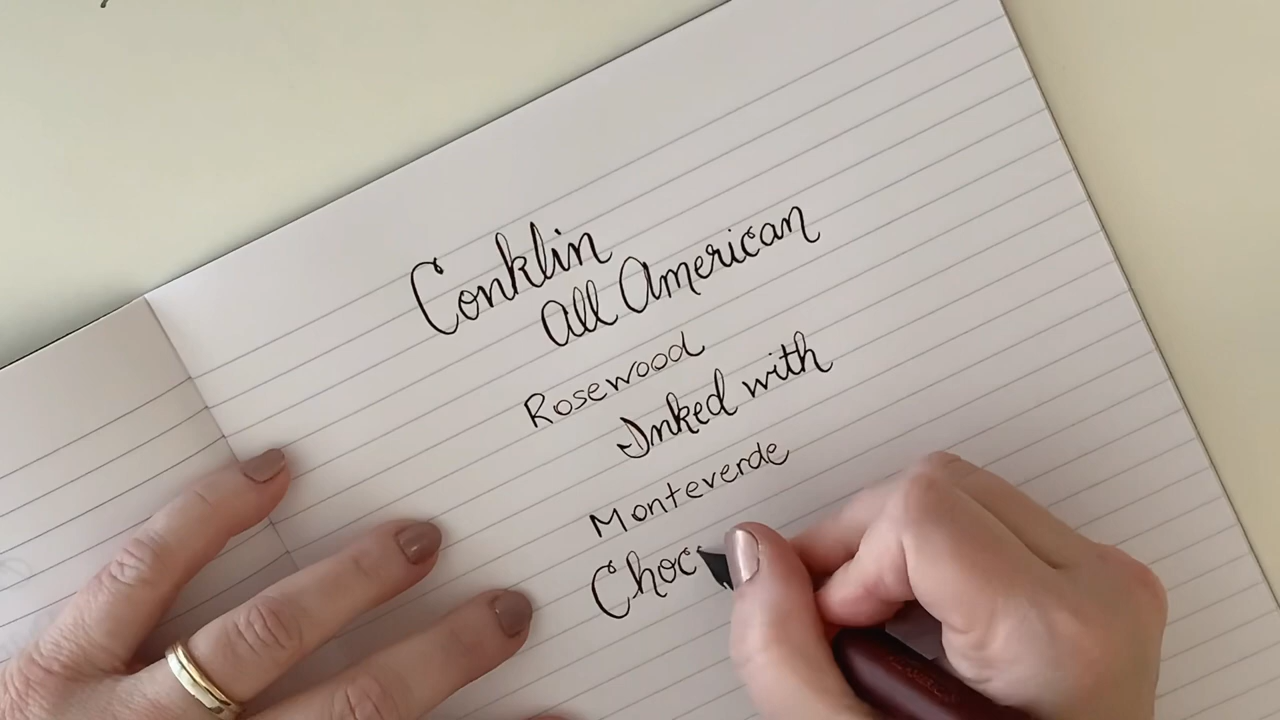 Conklin
All American
Rosewood
Inked with
Monteverde
Choc